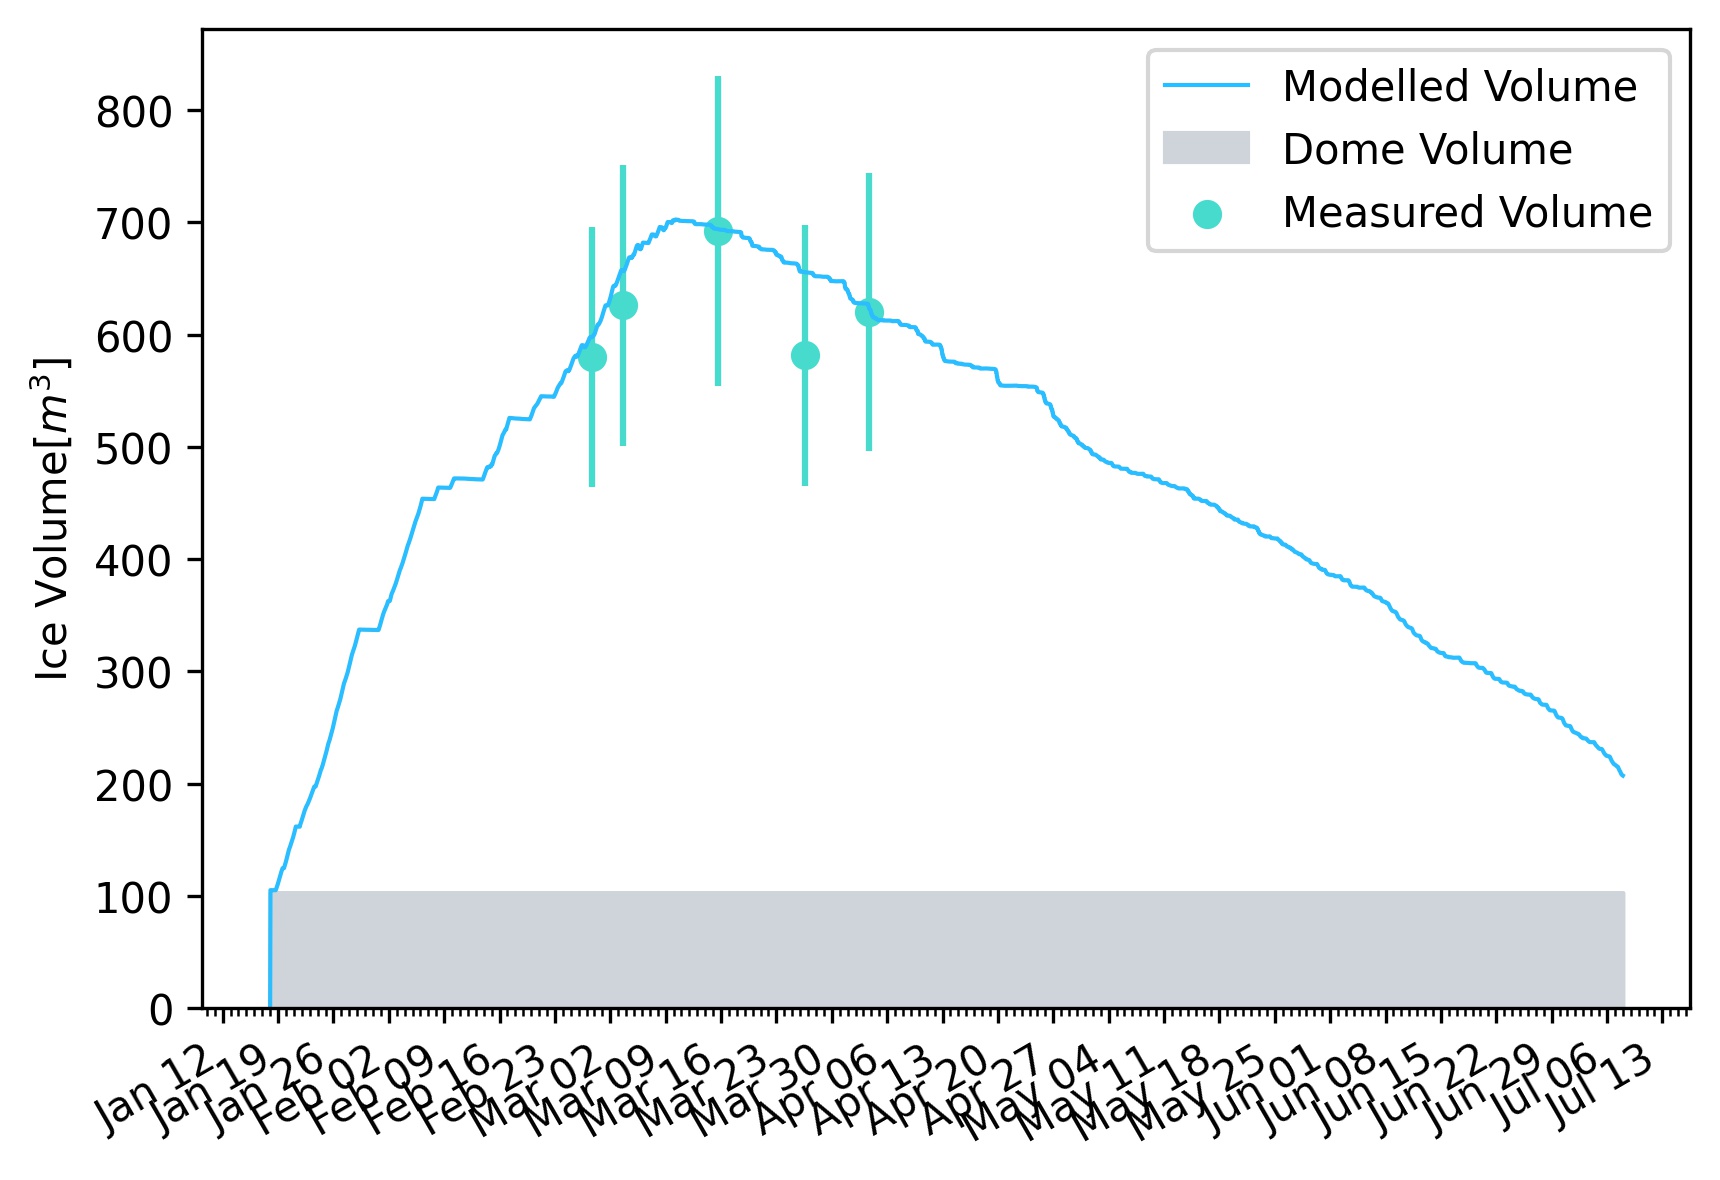 Ice Volume[m³]
800
700
600
500
400
300
200
100
0
Modelled Volume
Dome Volume
Measured Volume
Jan 12
Jan 19
Jan 26
Feb 02
Feb 09
Feb 16
Feb 23
Mar 02
Mar 09
Mar 16
Mar 23
Mar 30
Apr 06
Apr 13
Apr 20
Apr 27
May 04
May 11
May 18
May 25
Jun 01
Jun 08
Jun 15
Jun 22
Jun 29
Jul 06
Jul 13